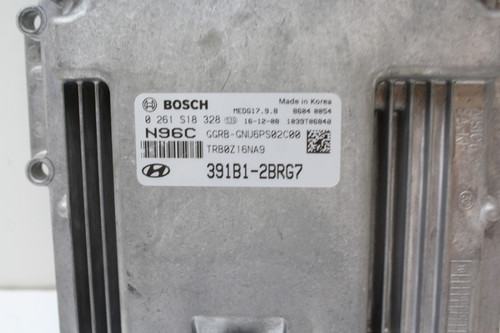 BOSCH
MEDG17.9.8
Made in Korea
8604 0054
0 261 S18 328
16-12-08 1039T06840
N96C GGRB-GNU6PS02C00
TRB0Z16NA9
391B1-2BRG7